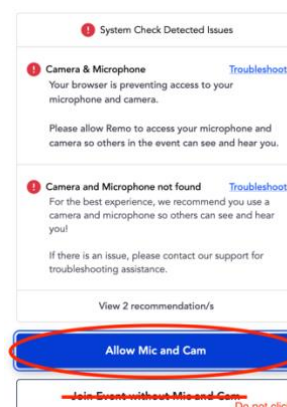 System Check Detected Issues
Camera & Microphone Troubleshoot
Your browser is preventing access to your
microphone and camera.
Please allow Remo to access your microphone and
camera so others in the event can see and hear you.
Camera and Microphone not found Troubleshoot
For the best experience, we recommend you use a
camera and microphone so others can see and hear
you!
If there is an issue, please contact our support for
troubleshooting assistance.
View 2 recommendation/s
Allow Mic and Cam
Join Event without Mic and Cam
Do not click